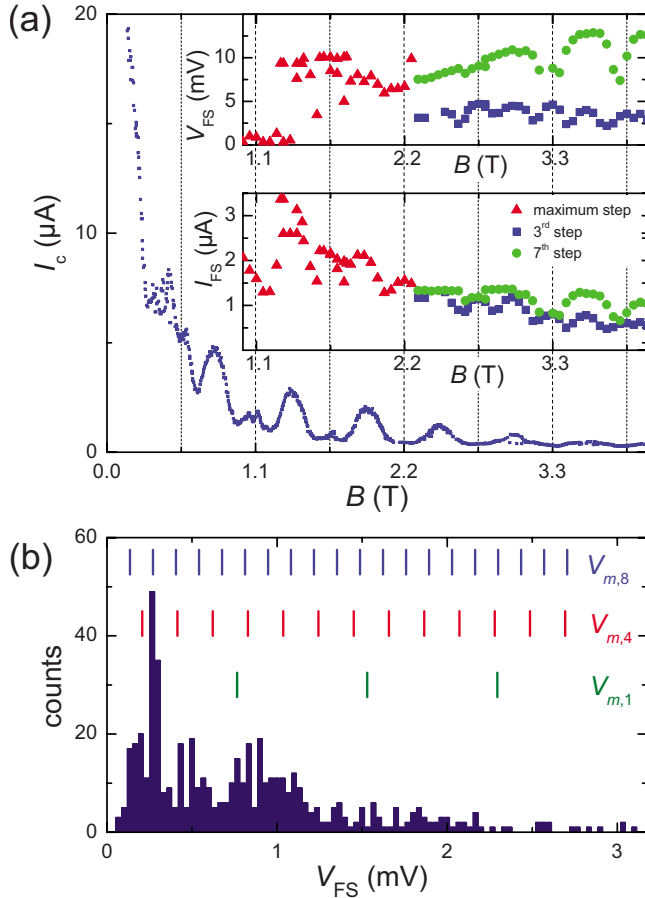 (a)
20
10
0
I_c (μA)
0.0
1.1
2.2
3.3
B (T)
V_FS (mV)
10
5
0
1.1
2.2
3.3
B (T)
I_FS (μA)
3
2
1
maximum step
3rd step
7th step
1.1
2.2
3.3
B (T)
(b)
60
40
20
0
counts
V_m,8
V_m,4
V_m,1
0
1
2
3
V_FS (mV)